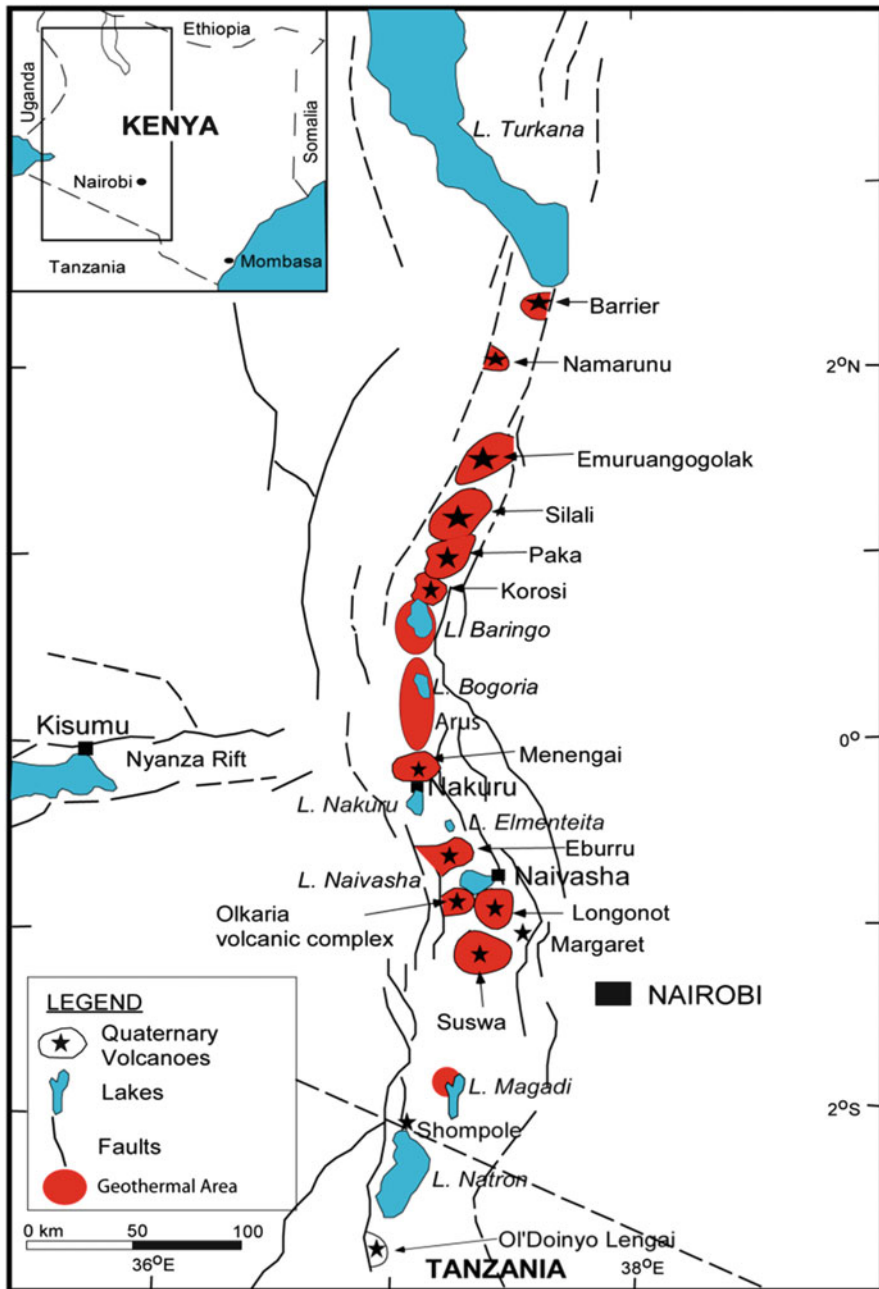 Ethiopia
Uganda
KENYA
Somalia
Nairobi
Tanzania
Mombasa
L. Turkana
Barrier
Namarunu
2°N
Emuruangogolak
Silali
Paka
Korosi
L. Baringo
L. Bogoria
Arus
Kisumu
Nyanza Rift
0°
Menengai
Nakuru
L. Nakuru
L. Elmenteita
Eburru
L. Naivasha
Naivasha
Olkaria
volcanic complex
Longonot
Margaret
NAIROBI
Suswa
LEGEND
Quaternary
Volcanoes
Lakes
Faults
Geothermal Area
L. Magadi
2°S
Shompole
L. Natron
0 km 50 100
Ol'Doinyo Lengai
36°E
TANZANIA
38°E